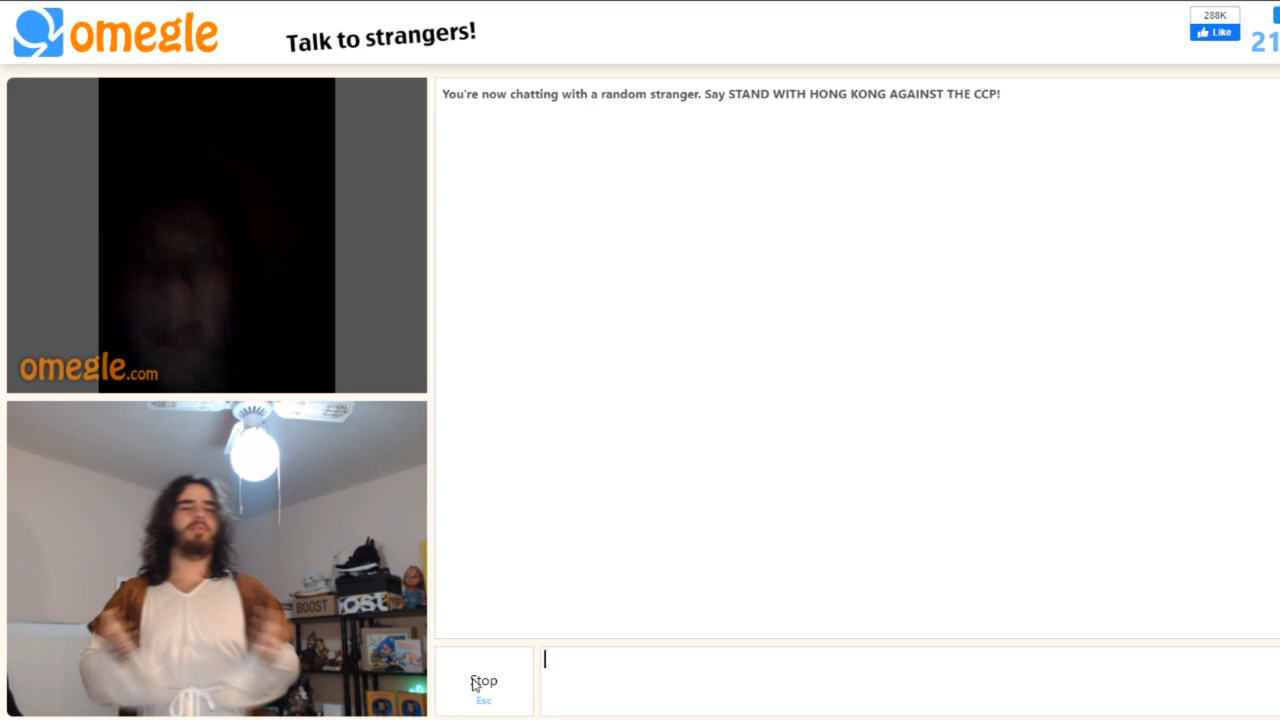 omegle
Talk to strangers!
288K
Like
21
You're now chatting with a random stranger. Say STAND WITH HONG KONG AGAINST THE CCP!
omegle.com
BOOST
OST
Stop
Esc